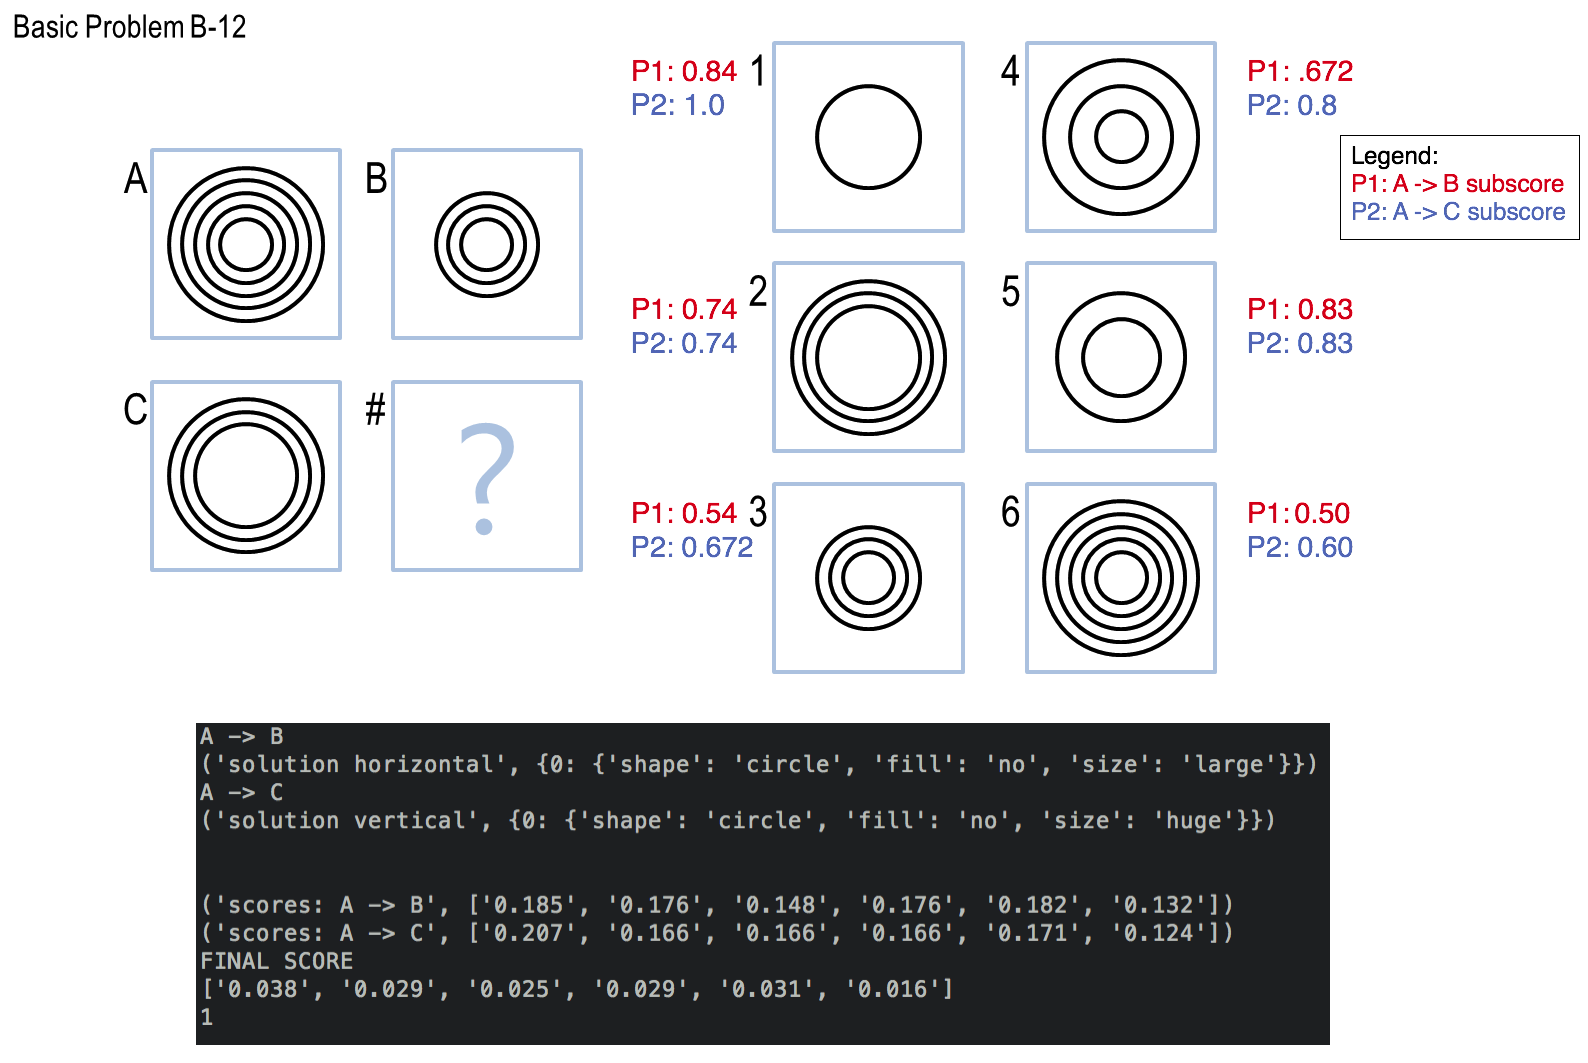 Basic Problem B-12
A
B
C
#
?
P1: 0.84
P2: 1.0
1
4
P1: .672
P2: 0.8
Legend:
P1: A -> B subscore
P2: A -> C subscore
P1: 0.74
P2: 0.74
2
5
P1: 0.83
P2: 0.83
P1: 0.54
P2: 0.672
3
6
P1: 0.50
P2: 0.60
A -> B
('solution horizontal', {0: {'shape': 'circle', 'fill': 'no', 'size': 'large'}})
A -> C
('solution vertical', {0: {'shape': 'circle', 'fill': 'no', 'size': 'huge'}})
('scores: A -> B', ['0.185', '0.176', '0.148', '0.176', '0.182', '0.132'])
('scores: A -> C', ['0.207', '0.166', '0.166', '0.166', '0.171', '0.124'])
FINAL SCORE
['0.038', '0.029', '0.025', '0.029', '0.031', '0.016']
1